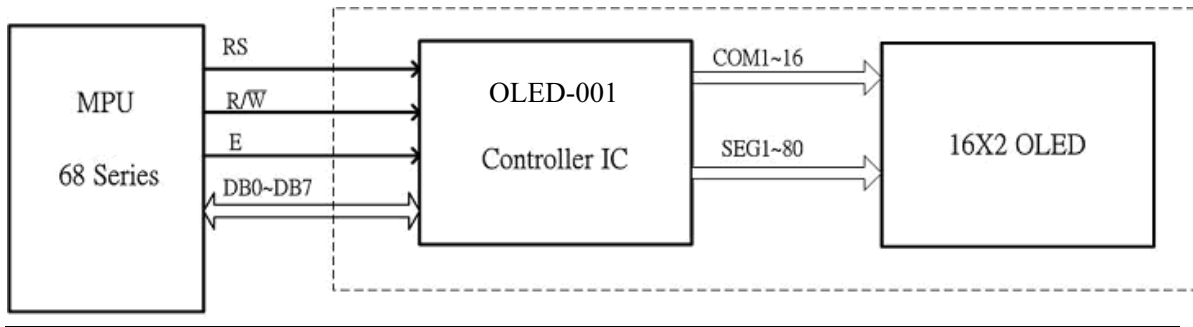 MPU
68 Series
RS
R/W̅
E
DB0~DB7
OLED-001
Controller IC
COM1~16
SEG1~80
16X2 OLED